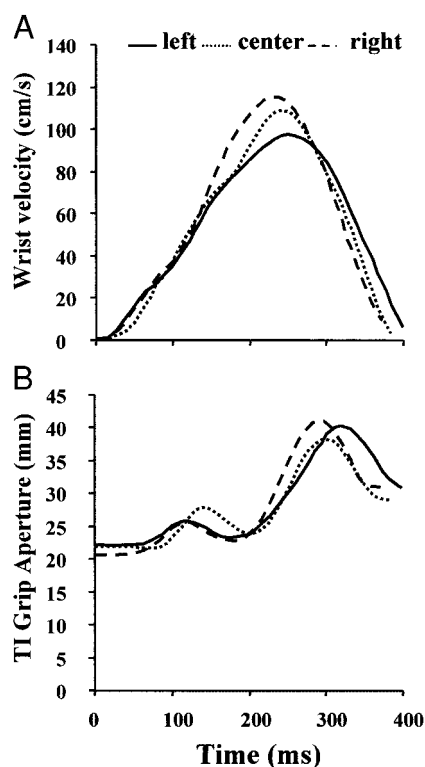 A
left center right
Wrist velocity (cm/s)
140
120
100
80
60
40
20
0
B
TI Grip Aperture (mm)
45
40
35
30
25
20
15
10
5
0
0 100 200 300 400
Time (ms)